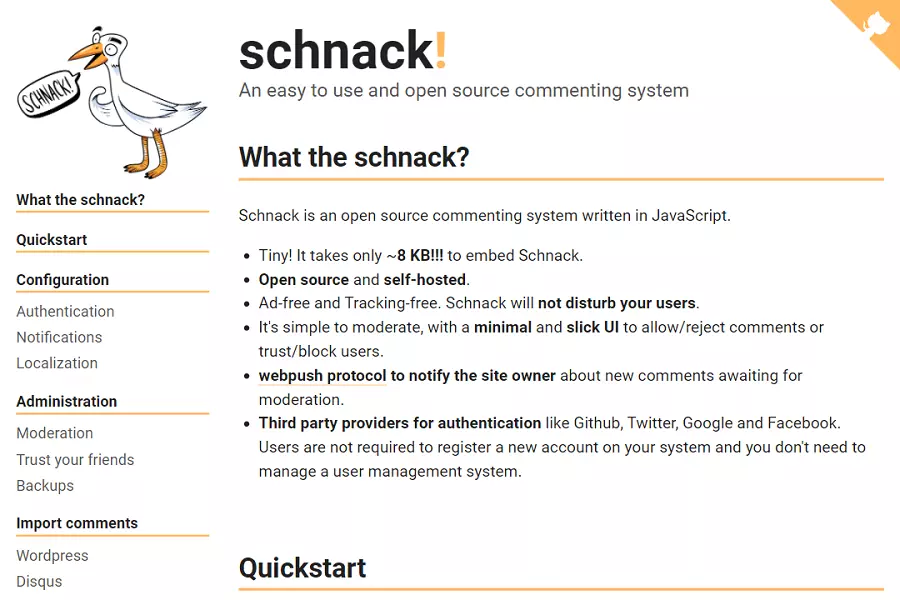 SCHNACK!
What the schnack?
Quickstart
Configuration
Authentication
Notifications
Localization
Administration
Moderation
Trust your friends
Backups
Import comments
Wordpress
Disqus
schnack!
An easy to use and open source commenting system
What the schnack?
Schnack is an open source commenting system written in JavaScript.
Tiny! It takes only ~8 KB!!! to embed Schnack.
Open source and self-hosted.
Ad-free and Tracking-free. Schnack will not disturb your users.
It's simple to moderate, with a minimal and slick UI to allow/reject comments or
trust/block users.
webpush protocol to notify the site owner about new comments awaiting for
moderation.
Third party providers for authentication like Github, Twitter, Google and Facebook.
Users are not required to register a new account on your system and you don't need to
manage a user management system.
Quickstart